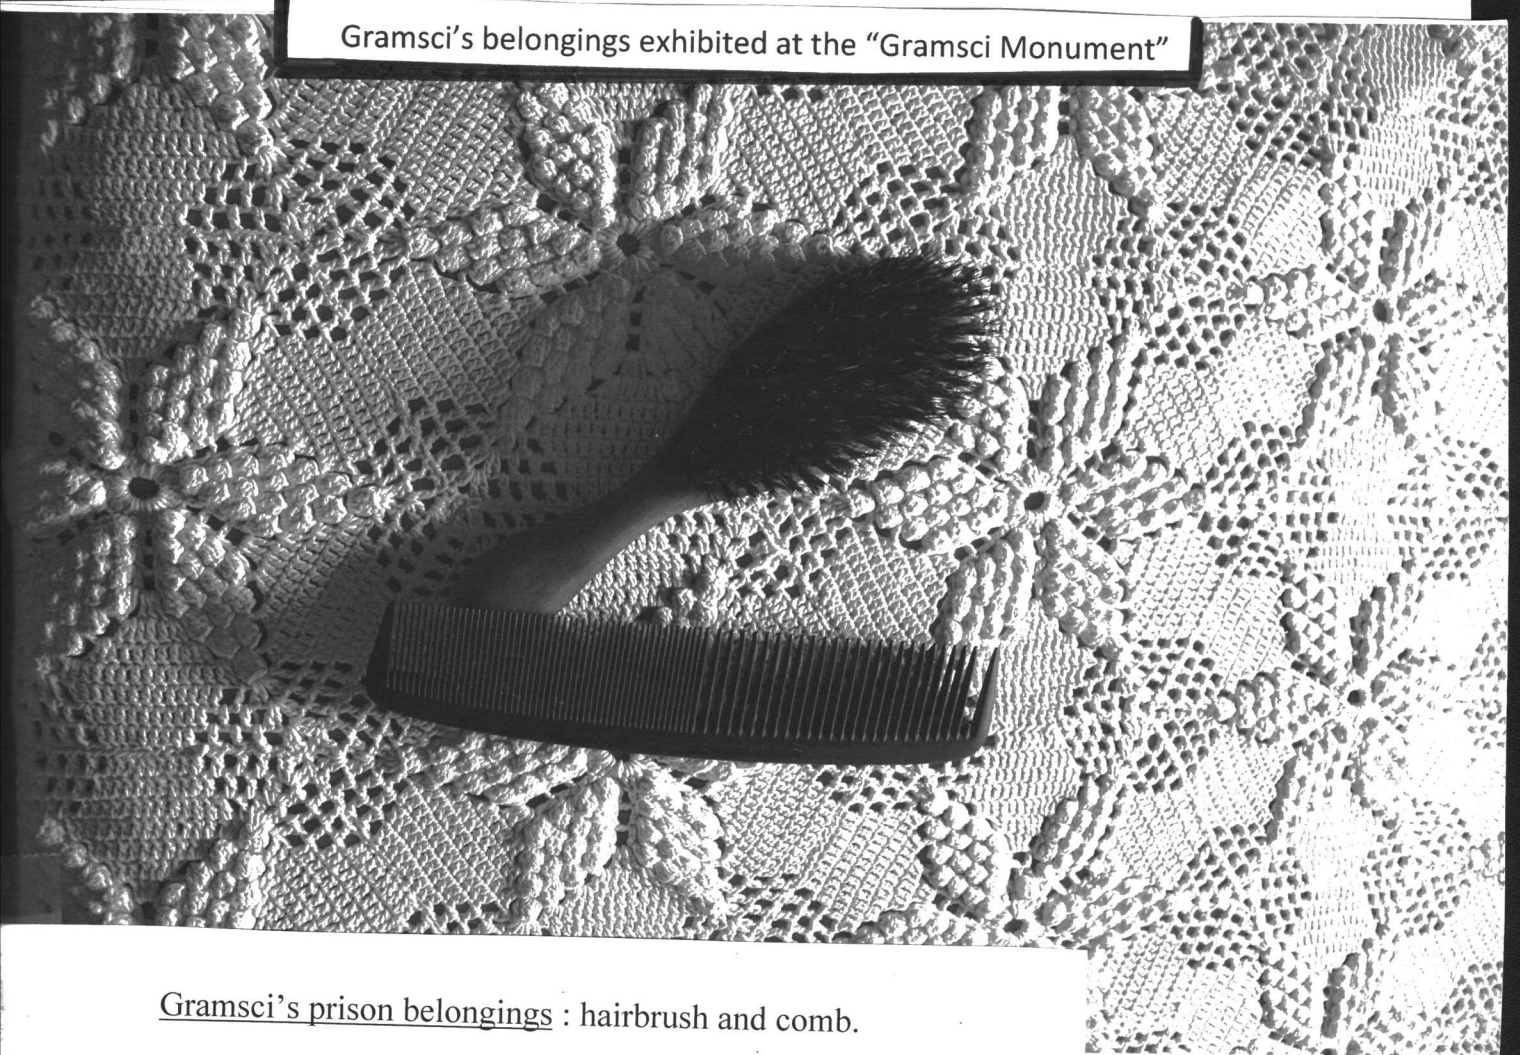 Gramsci's belongings exhibited at the “Gramsci Monument”
Gramsci's prison belongings : hairbrush and comb.